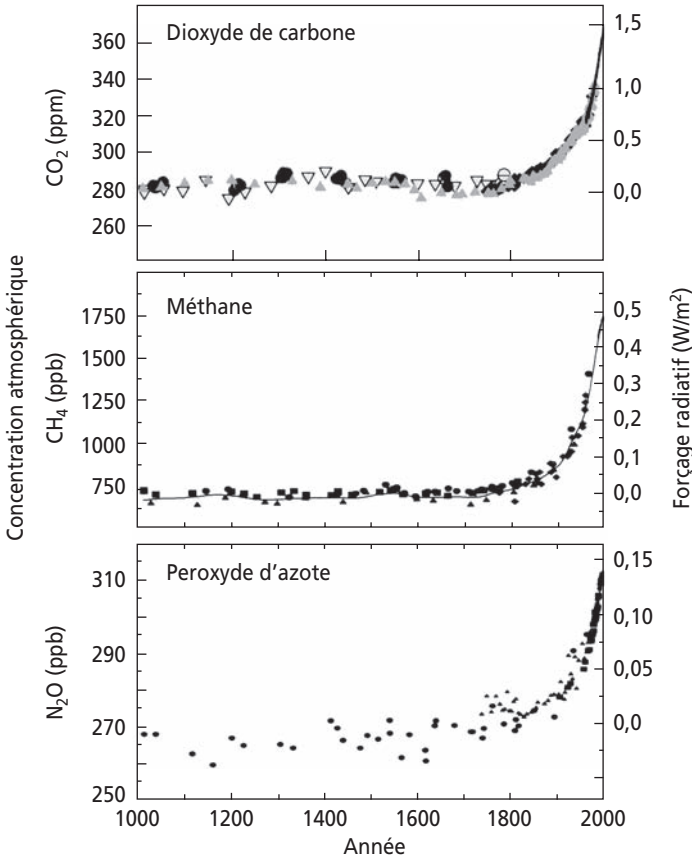 Concentration atmosphérique
Forçage radiatif (W/m²)
Dioxyde de carbone
CO₂ (ppm)
360
340
320
300
280
260
1,5
1,0
0,5
0,0
Méthane
CH₄ (ppb)
1750
1500
1250
1000
750
0,5
0,4
0,3
0,2
0,1
0,0
Peroxyde d'azote
N₂O (ppb)
310
290
270
250
0,15
0,10
0,05
0,0
1000 1200 1400 1600 1800 2000
Année